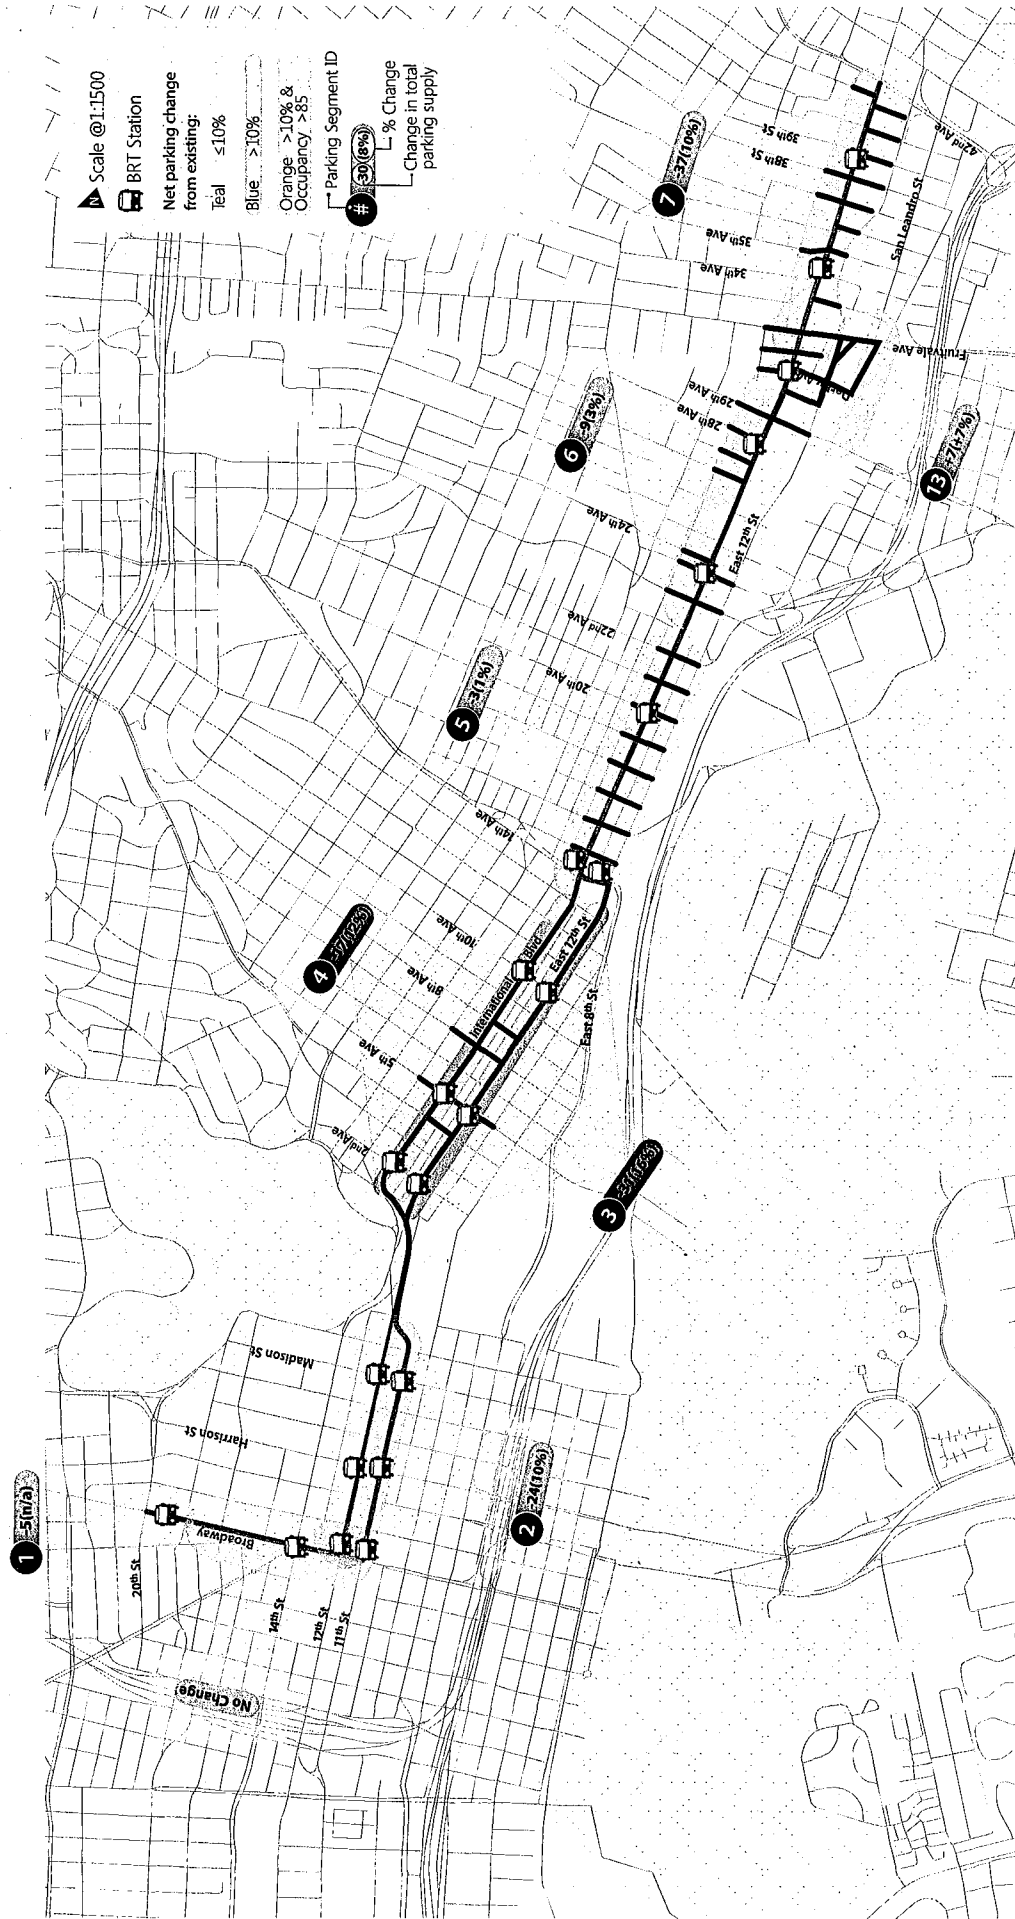 N
Scale @1:1500
BRT Station
Net parking change
from existing:
Teal ≤10%
Blue >10%
Orange >10% &
Occupancy >85
Parking Segment ID
# -30(8%)
% Change
Change in total
parking supply
1 -5(n/a)
2 -24(10%)
3
4
5 -3(1%)
6 -9(3%)
7 -37(10%)
13 +7(+7%)
No Change
20th St
14th St
12th St
11th St
Broadway
Harrison St
Madison St
2nd Ave
5th Ave
8th Ave
10th Ave
14th Ave
International Blvd
East 12th St
East 8th St
20th Ave
22nd Ave
24th Ave
East 12th St
28th Ave
29th Ave
Fruitvale Ave
34th Ave
35th Ave
38th St
39th St
42nd Ave
San Leandro St